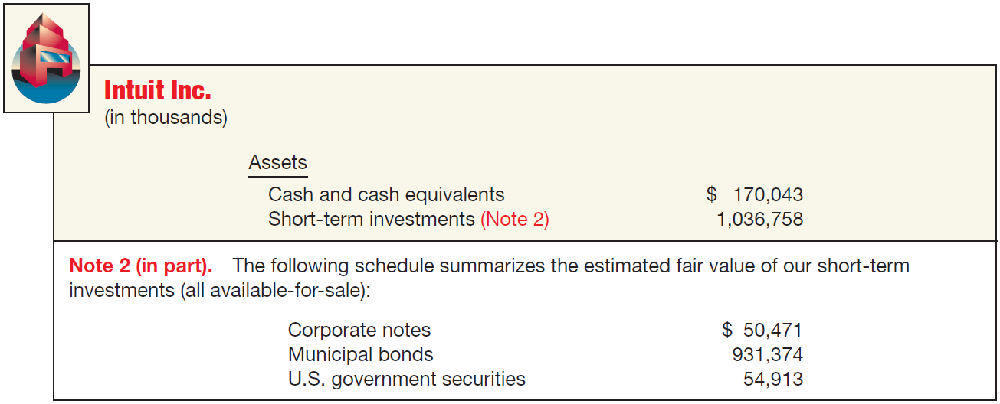 Intuit Inc.
(in thousands)
Assets
Cash and cash equivalents $ 170,043
Short-term investments (Note 2) 1,036,758
Note 2 (in part). The following schedule summarizes the estimated fair value of our short-term
investments (all available-for-sale):
Corporate notes $ 50,471
Municipal bonds 931,374
U.S. government securities 54,913